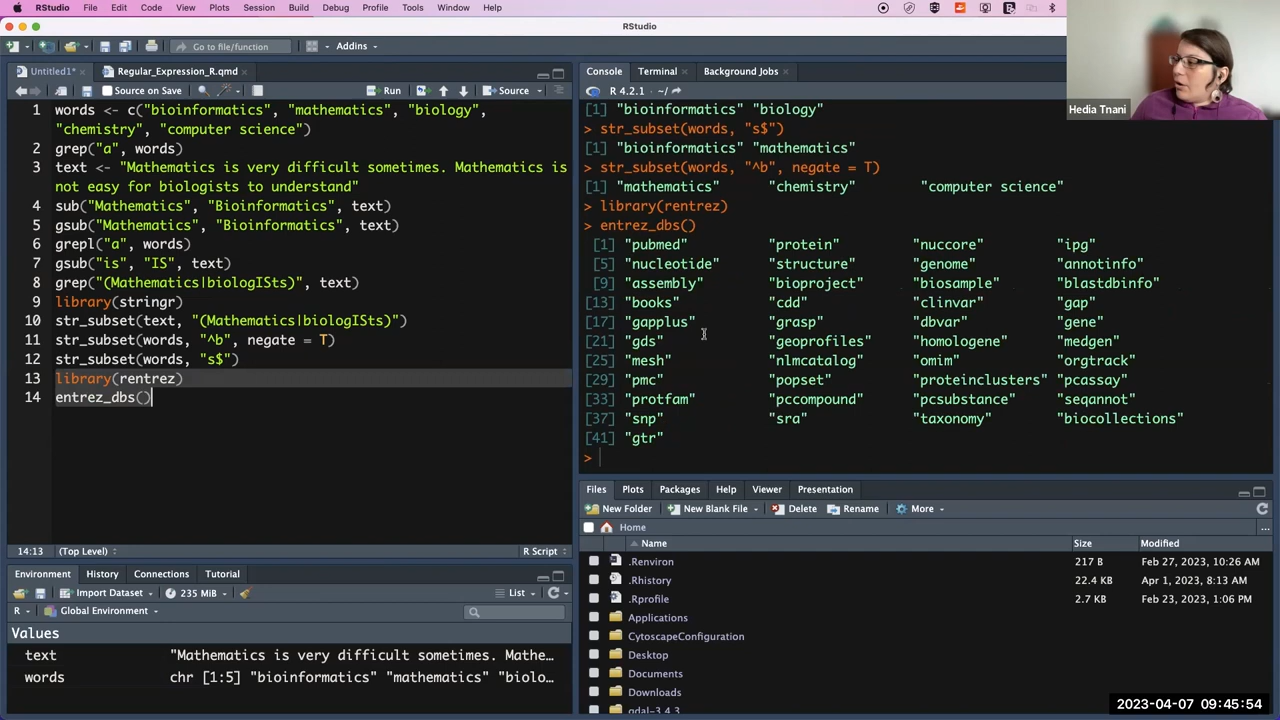 RStudio File Edit Code View Plots Session Build Debug Profile Tools Window Help
RStudio
Go to file/function Addins
Untitled1* Regular_Expression_R.qmd
Source on Save Run Source
1 words <- c("bioinformatics", "mathematics", "biology",
"chemistry", "computer science")
2 grep("a", words)
3 text <- "Mathematics is very difficult sometimes. Mathematics
is not easy for biologists to understand"
4 sub("Mathematics", "Bioinformatics", text)
5 gsub("Mathematics", "Bioinformatics", text)
6 grepl("a", words)
7 gsub("is", "IS", text)
8 grep("(Mathematics|biologISts)", text)
9 library(stringr)
10 str_subset(text, "(Mathematics|biologISts)")
11 str_subset(words, "^b", negate = T)
12 str_subset(words, "s$")
13 library(rentrez)
14 entrez_dbs()
14:13 (Top Level) R Script
Environment History Connections Tutorial
Import Dataset 235 MiB List
R Global Environment
Values
text "Mathematics is very difficult sometimes. Mathe…
words chr [1:5] "bioinformatics" "mathematics" "biolo…
Console Terminal Background Jobs
R 4.2.1 · ~/
[1] "bioinformatics" "biology"
> str_subset(words, "s$")
[1] "bioinformatics" "mathematics"
> str_subset(words, "^b", negate = T)
[1] "mathematics" "chemistry" "computer science"
> library(rentrez)
> entrez_dbs()
[1] "pubmed" "protein" "nuccore" "ipg"
[5] "nucleotide" "structure" "genome" "annotinfo"
[9] "assembly" "bioproject" "biosample" "blastdbinfo"
[13] "books" "cdd" "clinvar" "gap"
[17] "gapplus" "grasp" "dbvar" "gene"
[21] "gds" "geoprofiles" "homologene" "medgen"
[25] "mesh" "nlmcatalog" "omim" "orgtrack"
[29] "pmc" "popset" "proteinclusters" "pcassay"
[33] "protfam" "pccompound" "pcsubstance" "seqannot"
[37] "snp" "sra" "taxonomy" "biocollections"
[41] "gtr"
>
Files Plots Packages Help Viewer Presentation
New Folder New Blank File Delete Rename More
Home
Name Size Modified
.Renviron 217 B Feb 27, 2023, 10:26 AM
.Rhistory 22.4 KB Apr 1, 2023, 8:13 AM
.Rprofile 2.7 KB Feb 23, 2023, 1:06 PM
Applications
CytoscapeConfiguration
Desktop
Documents
Downloads
gdal-3.4.3
Hedia Tnani
2023-04-07 09:45:54